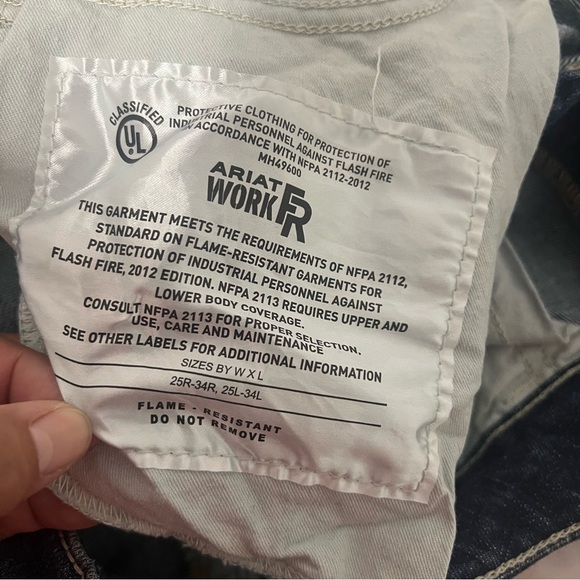 CLASSIFIED
UL
PROTECTIVE CLOTHING FOR PROTECTION OF
INDUSTRIAL PERSONNEL AGAINST FLASH FIRE
IN ACCORDANCE WITH NFPA 2112-2012
MH49600
ARIAT
WORK FR
THIS GARMENT MEETS THE REQUIREMENTS OF NFPA 2112,
STANDARD ON FLAME-RESISTANT GARMENTS FOR
PROTECTION OF INDUSTRIAL PERSONNEL AGAINST
FLASH FIRE, 2012 EDITION. NFPA 2113 REQUIRES UPPER AND
LOWER BODY COVERAGE.
CONSULT NFPA 2113 FOR PROPER SELECTION,
USE, CARE AND MAINTENANCE
SEE OTHER LABELS FOR ADDITIONAL INFORMATION
SIZES BY W X L
25R-34R, 25L-34L
FLAME - RESISTANT
DO NOT REMOVE